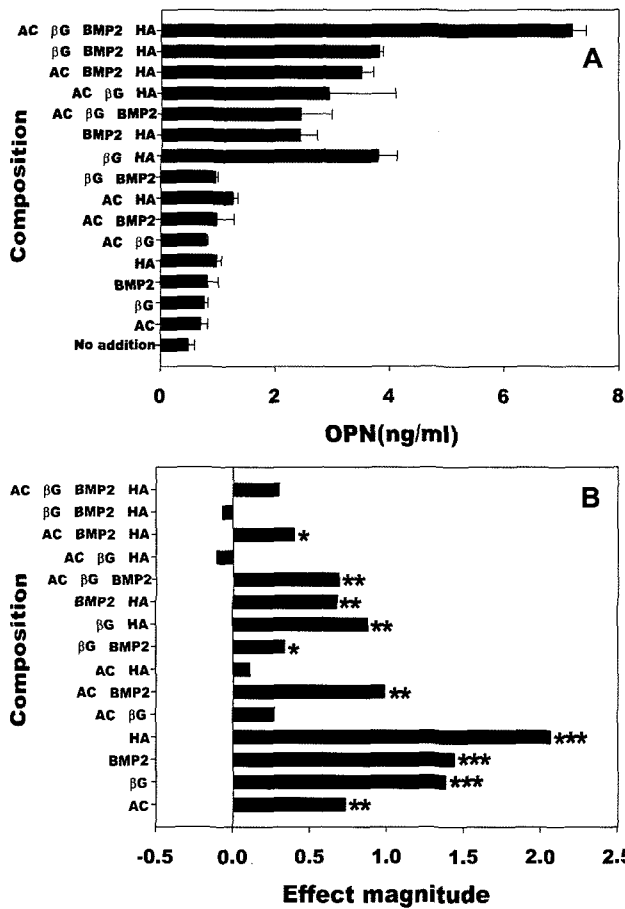 A
Composition
AC βG BMP2 HA
βG BMP2 HA
AC BMP2 HA
AC βG HA
AC βG BMP2
BMP2 HA
βG HA
βG BMP2
AC HA
AC BMP2
AC βG
HA
BMP2
βG
AC
No addition
0 2 4 6 8
OPN(ng/ml)
B
Composition
AC βG BMP2 HA
βG BMP2 HA
AC BMP2 HA *
AC βG HA
AC βG BMP2 **
BMP2 HA **
βG HA **
βG BMP2 *
AC HA
AC BMP2 **
AC βG
HA ***
BMP2 ***
βG ***
AC **
-0.5 0.0 0.5 1.0 1.5 2.0 2.5
Effect magnitude